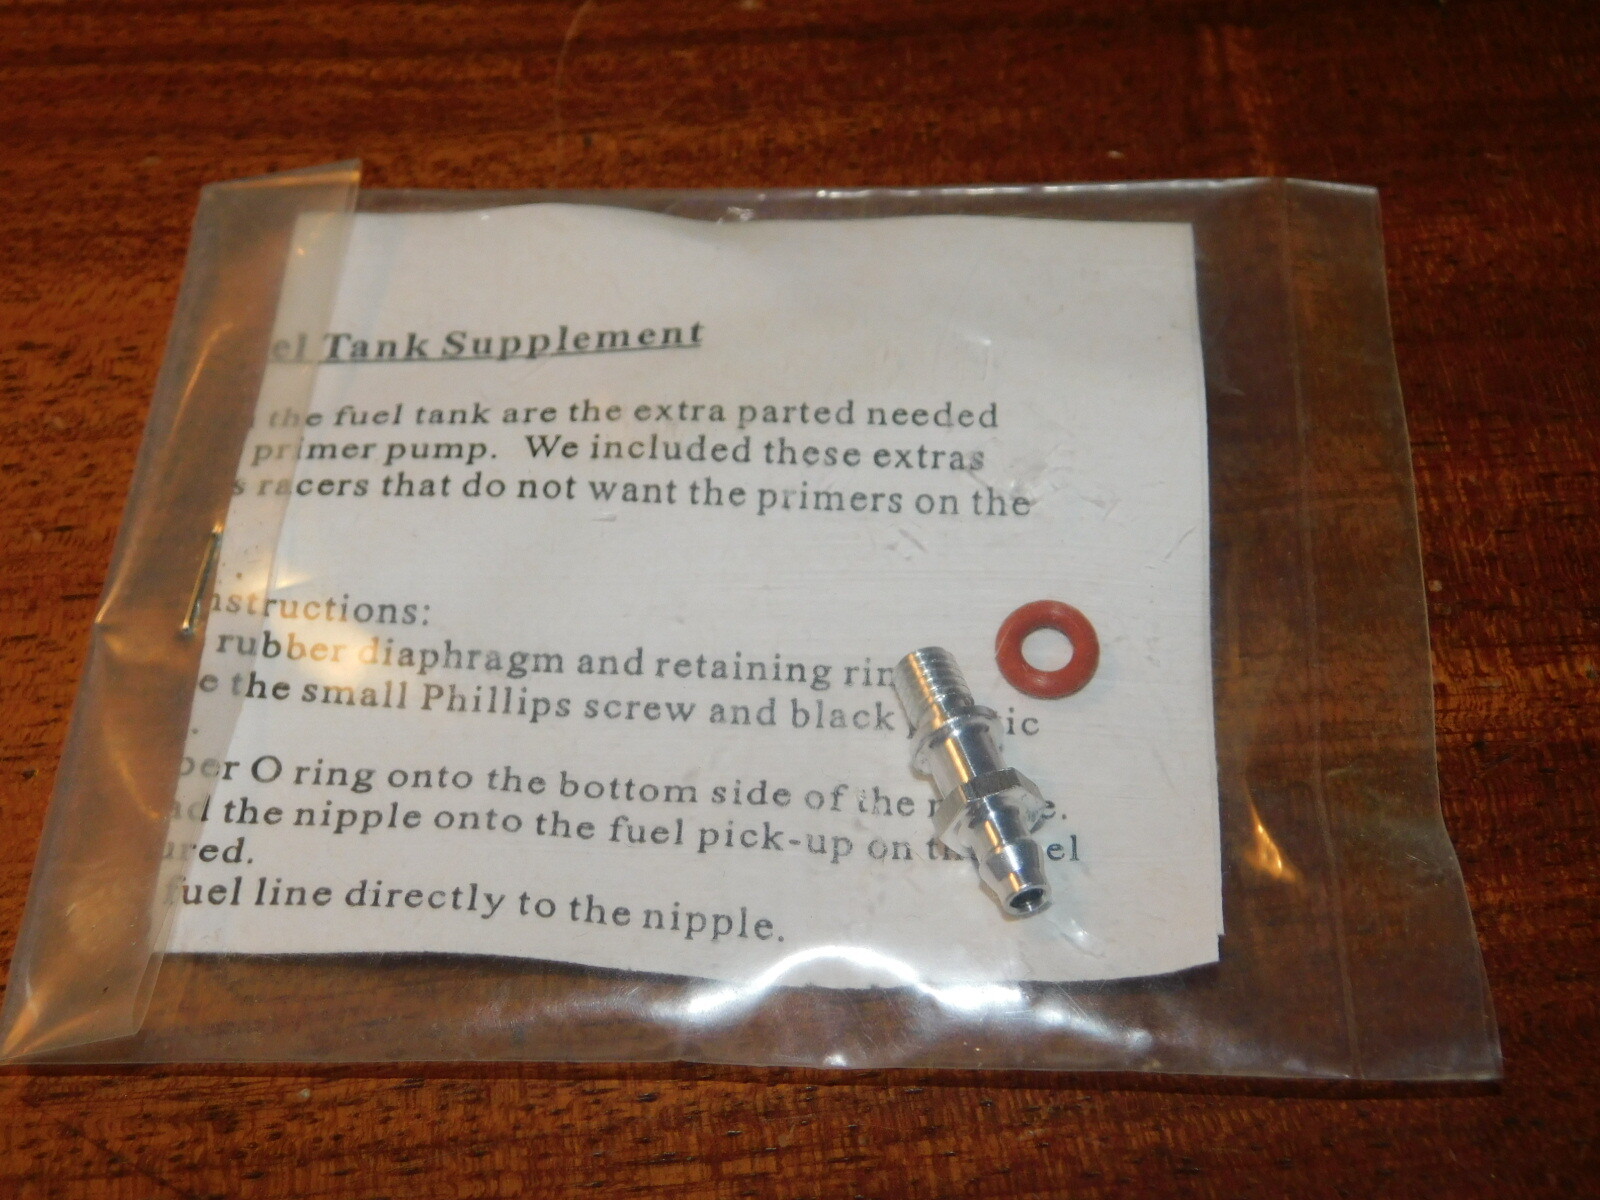 el Tank Supplement
the fuel tank are the extra parted needed
primer pump. We included these extras
s racers that do not want the primers on the
nstructions:
rubber diaphragm and retaining rin
e the small Phillips screw and black ic
ber O ring onto the bottom side of the e.
d the nipple onto the fuel pick-up on el
ured.
fuel line directly to the nipple.